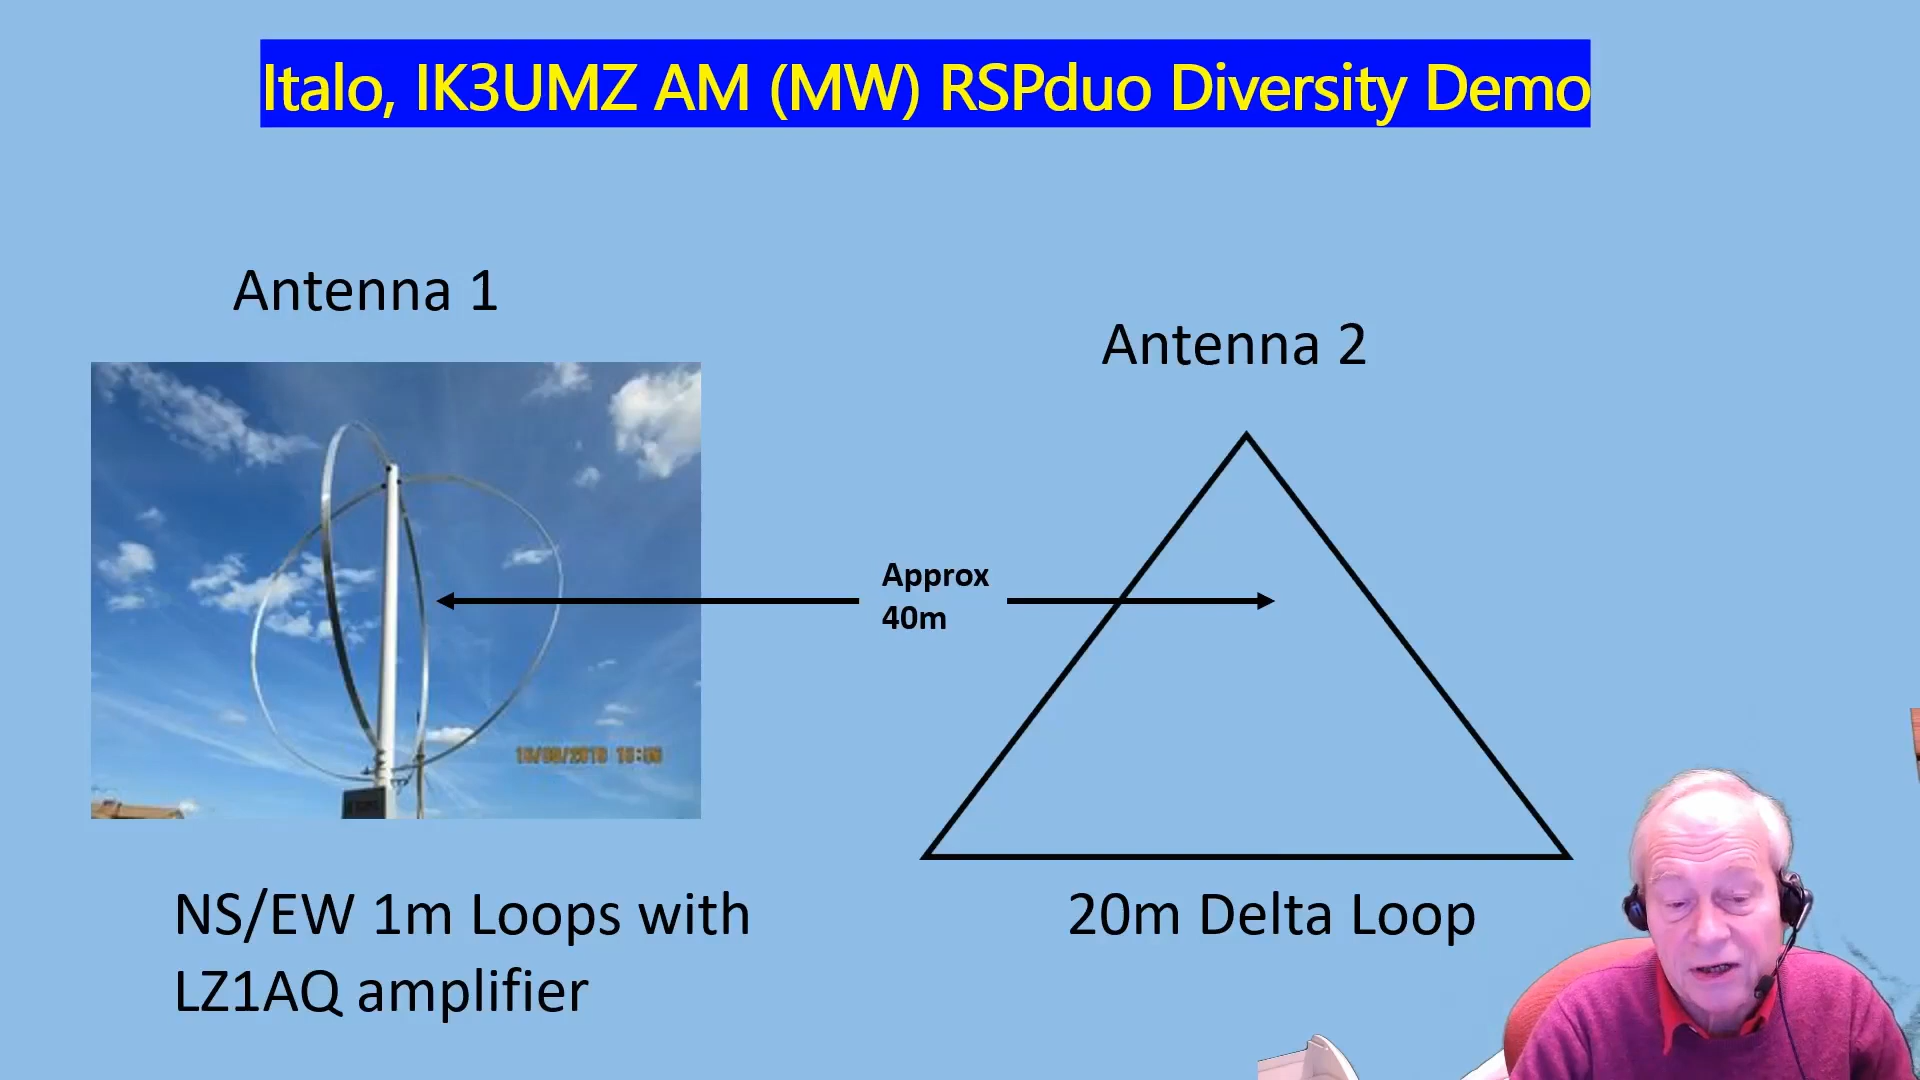 Italo, IK3UMZ AM (MW) RSPduo Diversity Demo
Antenna 1
Antenna 2
Approx
40m
NS/EW 1m Loops with
LZ1AQ amplifier
20m Delta Loop